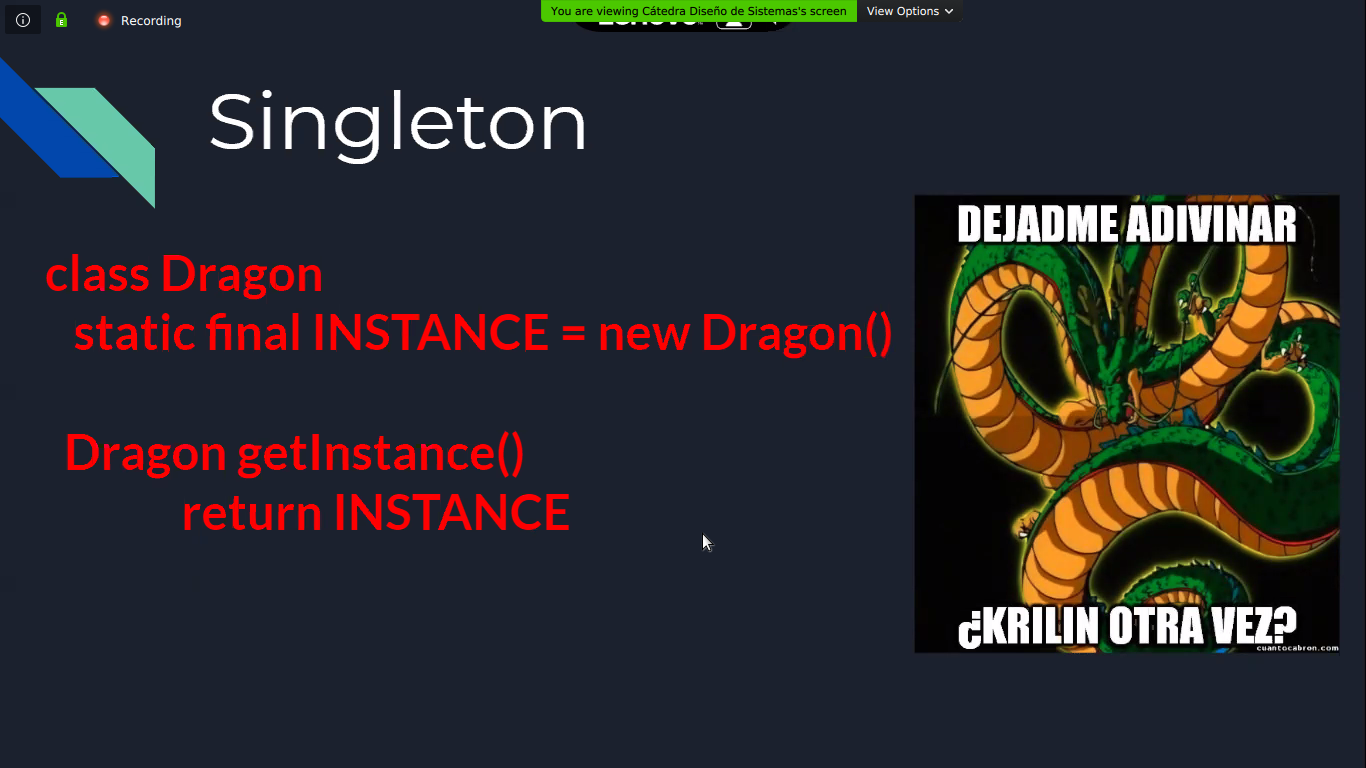 Recording
You are viewing Cátedra Diseño de Sistemas's screen
View Options
Singleton
class Dragon
static final INSTANCE = new Dragon()
Dragon getInstance()
return INSTANCE
DEJADME ADIVINAR
¿KRILIN OTRA VEZ?
cuantocabron.com